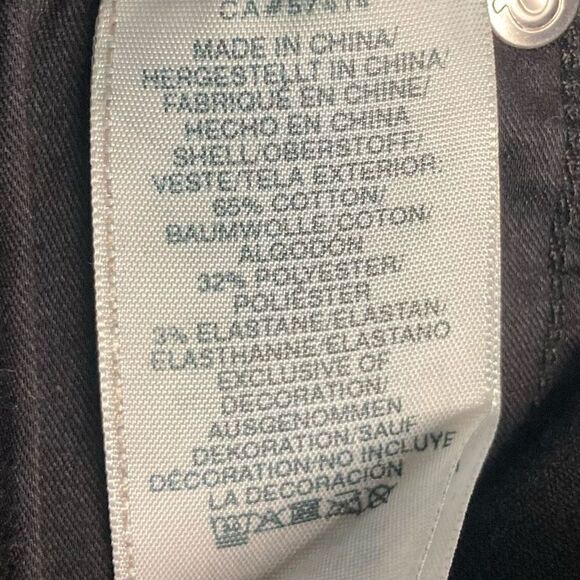 MADE IN CHINA/
HERGESTELLT IN CHINA/
FABRIQUÉ EN CHINE/
HECHO EN CHINA
SHELL/OBERSTOFF/
VESTE/TELA EXTERIOR:
65% COTTON/
BAUMWOLLE/COTON/
ALGODÓN
32% POLYESTER/
POLIÉSTER
3% ELASTANE/ELASTAN/
ELASTHANNE/ELASTANO
EXCLUSIVE OF
DECORATION/
AUSGENOMMEN
DEKORATION/SAUF
DÉCORATION/NO INCLUYE
LA DECORACIÓN